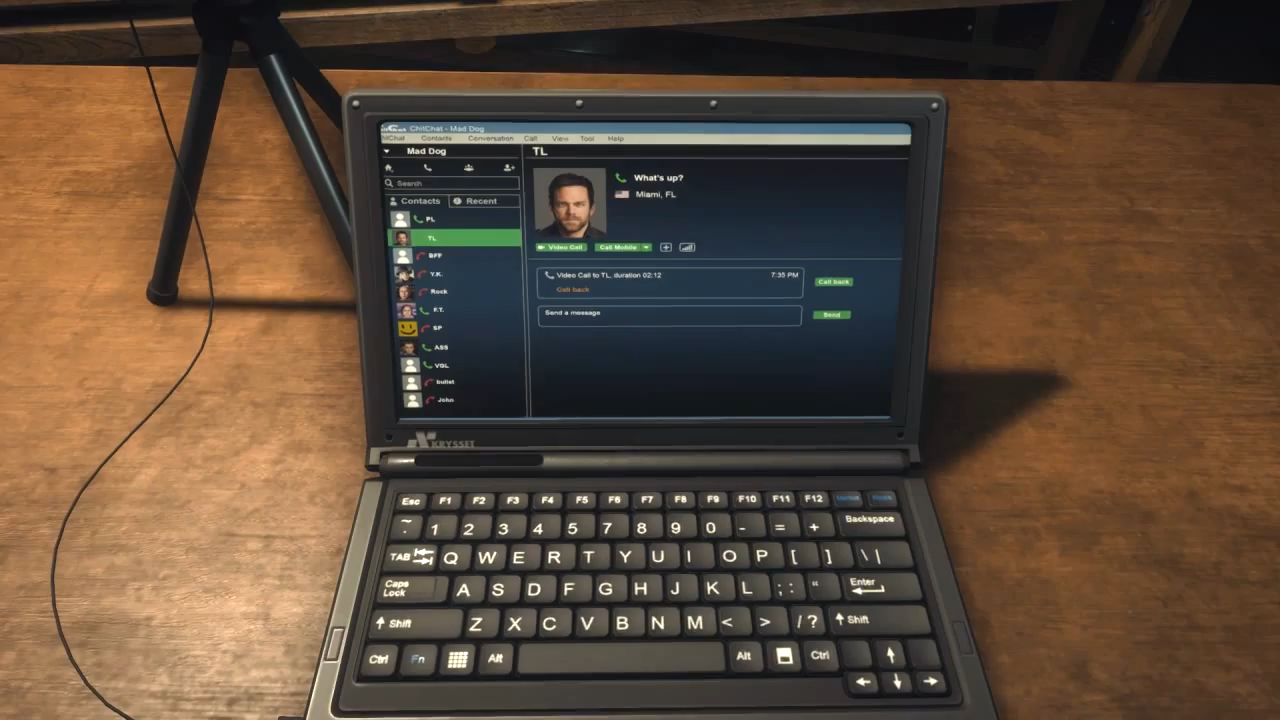 ChitChat - Mad Dog
hitChat Contacts Conversation Call View Tool Help
Mad Dog
Search
Contacts Recent
PL
TL
BFF
Y.K.
Rock
F.T.
SP
ASS
VGL
bullet
John
TL
What's up?
Miami, FL
Video Call Call Mobile
Video Call to TL, duration 02:12 7:35 PM
Call back
Call back
Send a message
Send
KRYSSET
Esc F1 F2 F3 F4 F5 F6 F7 F8 F9 F10 F11 F12
~ 1 2 3 4 5 6 7 8 9 0 - = + Backspace
TAB Q W E R T Y U I O P [ ] \ |
Caps Lock A S D F G H J K L ; : “ Enter
Shift Z X C V B N M < > / ? Shift
Ctrl Fn Alt Alt Ctrl